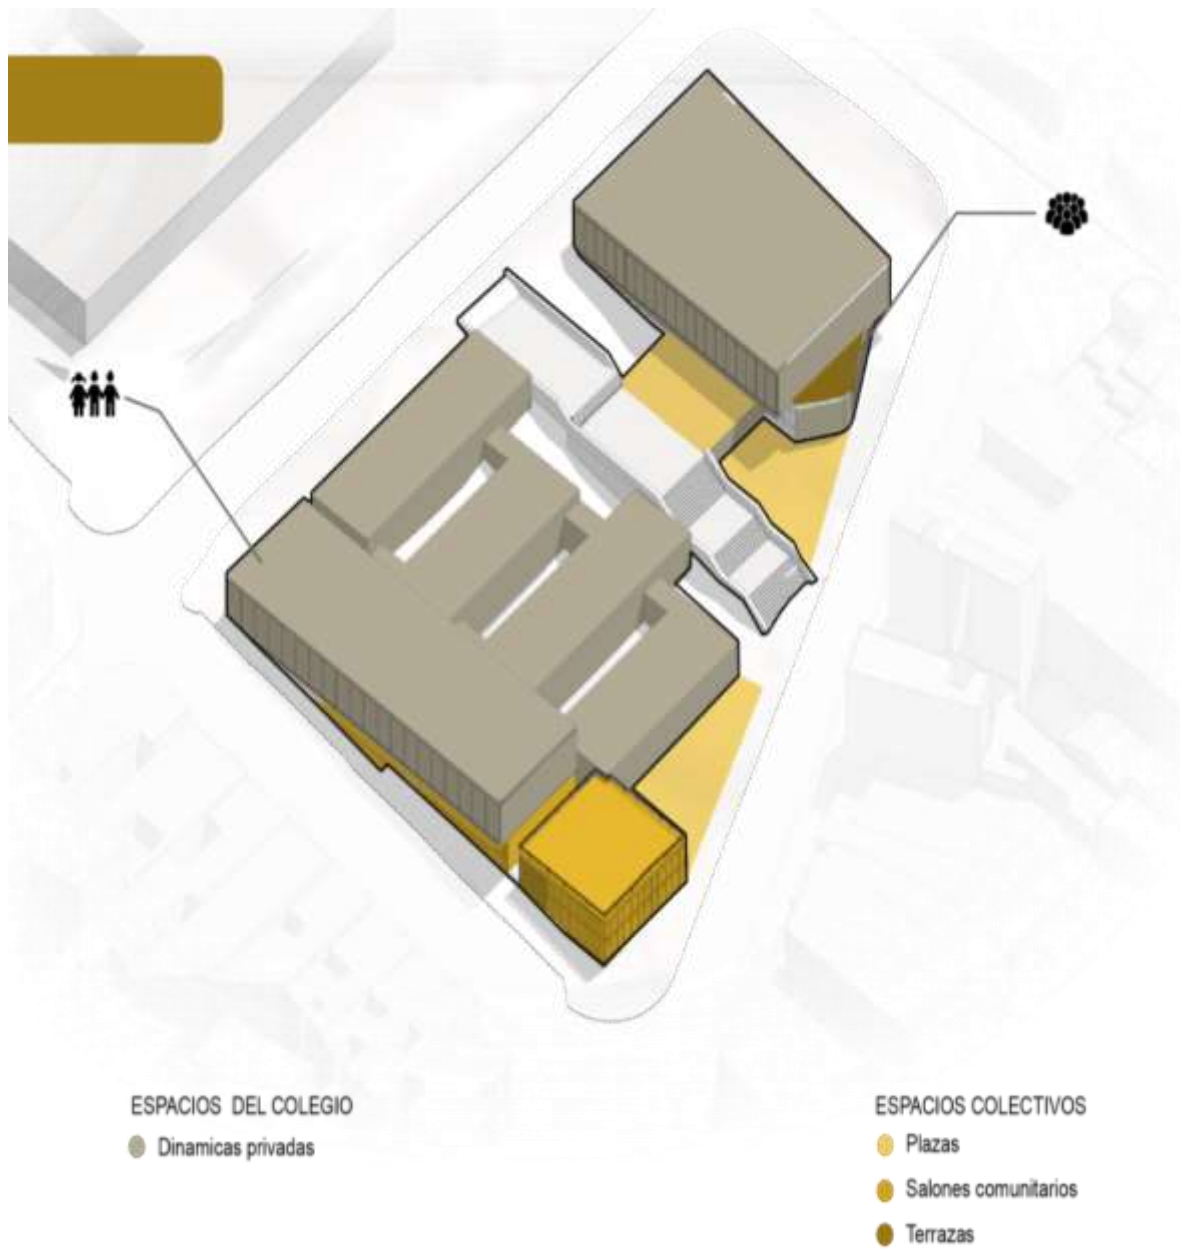 ESPACIOS DEL COLEGIO
Dinamicas privadas
ESPACIOS COLECTIVOS
Plazas
Salones comunitarios
Terrazas